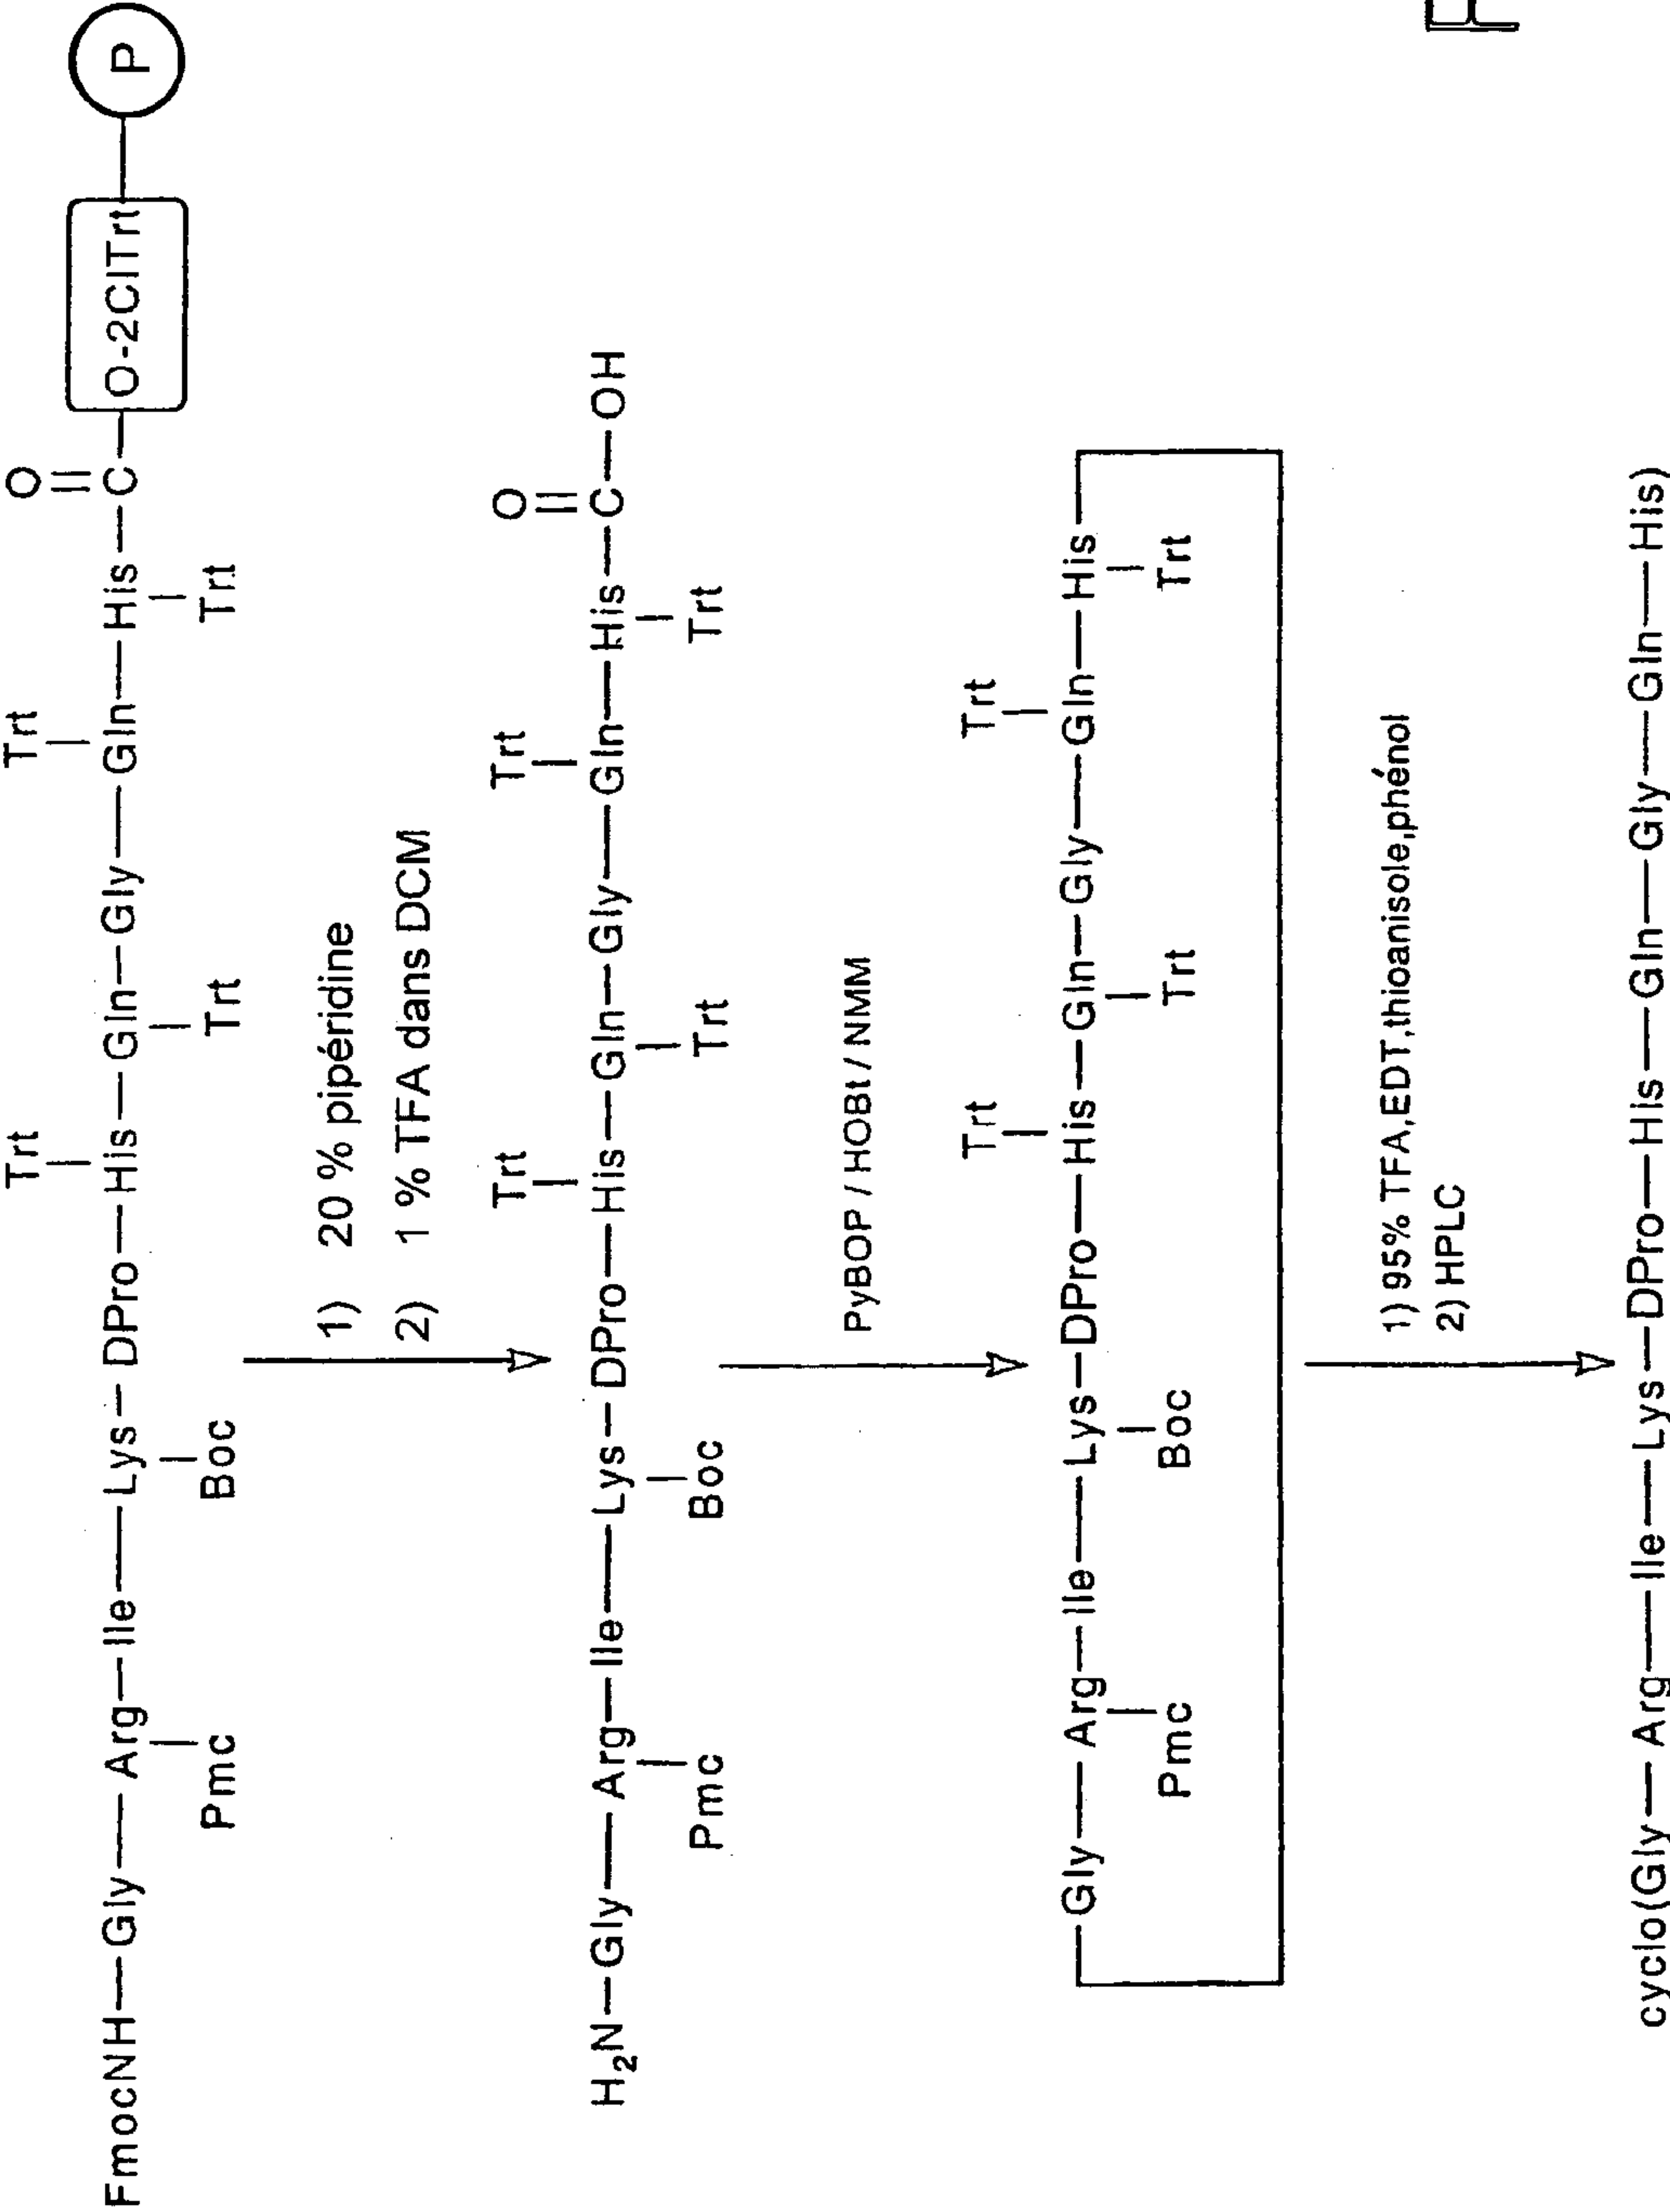 Trt Trt O
FmocNH—Gly—Arg—Ile—Lys—DPro—His—Gln—Gly—Gln—His—C—O-2ClTrt—P
Pmc Boc Trt Trt
1) 20 % pipéridine
2) 1 % TFA dans DCM
Trt Trt O
H₂N—Gly—Arg—Ile—Lys—DPro—His—Gln—Gly—Gln—His—C—OH
Pmc Boc Trt Trt
PyBOP / HOBt / NMM
Trt Trt
Gly—Arg—Ile—Lys—DPro—His—Gln—Gly—Gln—His
Pmc Boc Trt Trt
1) 95% TFA,EDT,thioanisole,phénol
2) HPLC
cyclo(Gly—Arg—Ile—Lys—DPro—His—Gln—Gly—Gln—His)